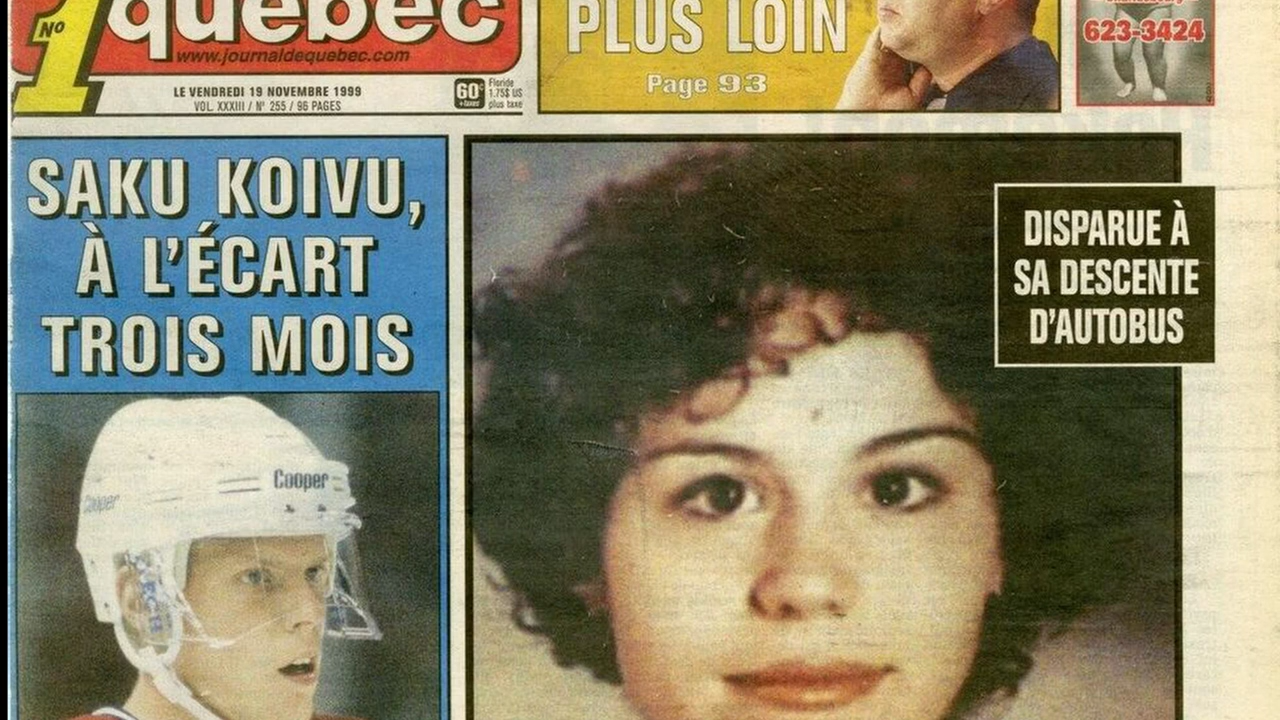 No 1
québec
www.journaldequebec.com
LE VENDREDI 19 NOVEMBRE 1999
VOL. XXXIII / N° 255 / 96 PAGES
60¢
+taxes
Floride
1.75$ US
plus taxe
PLUS LOIN
Page 93
623-3424
SAKU KOIVU,
À L'ÉCART
TROIS MOIS
DISPARUE À
SA DESCENTE
D'AUTOBUS
Cooper
Cooper